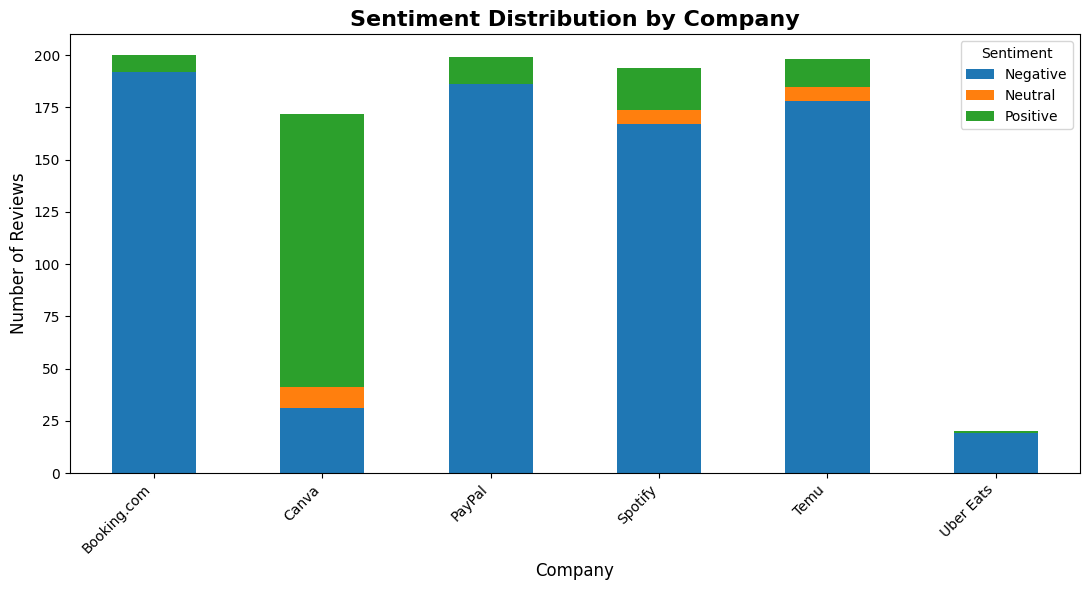 Sentiment Distribution by Company
Number of Reviews
200
175
150
125
100
75
50
25
0
Sentiment
Negative
Neutral
Positive
Booking.com
Canva
PayPal
Spotify
Temu
Uber Eats
Company